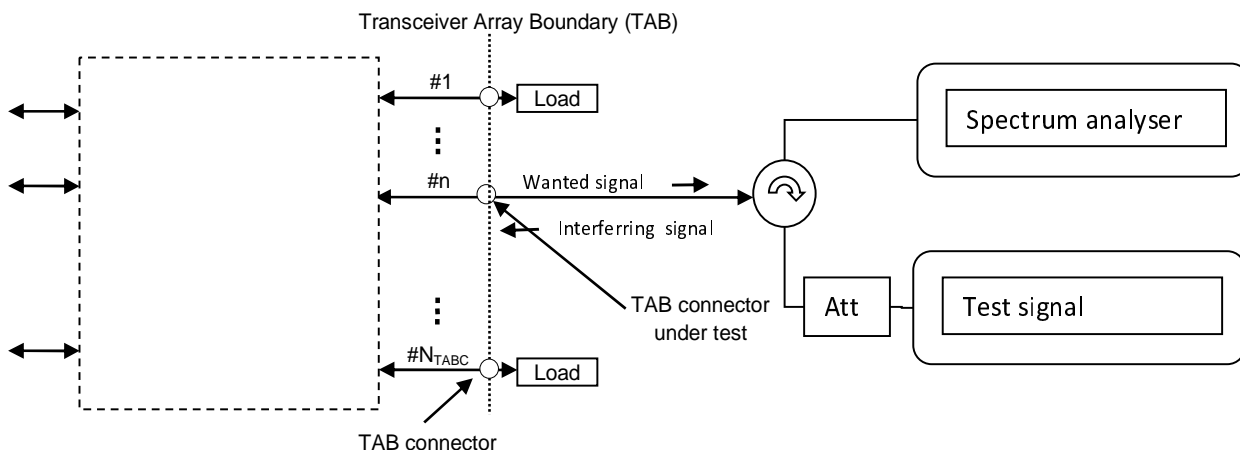 Transceiver Array Boundary (TAB)
#1
Load
Spectrum analyser
#n
Wanted signal
Interferring signal
TAB connector
under test
Att
Test signal
#NTABC
Load
TAB connector